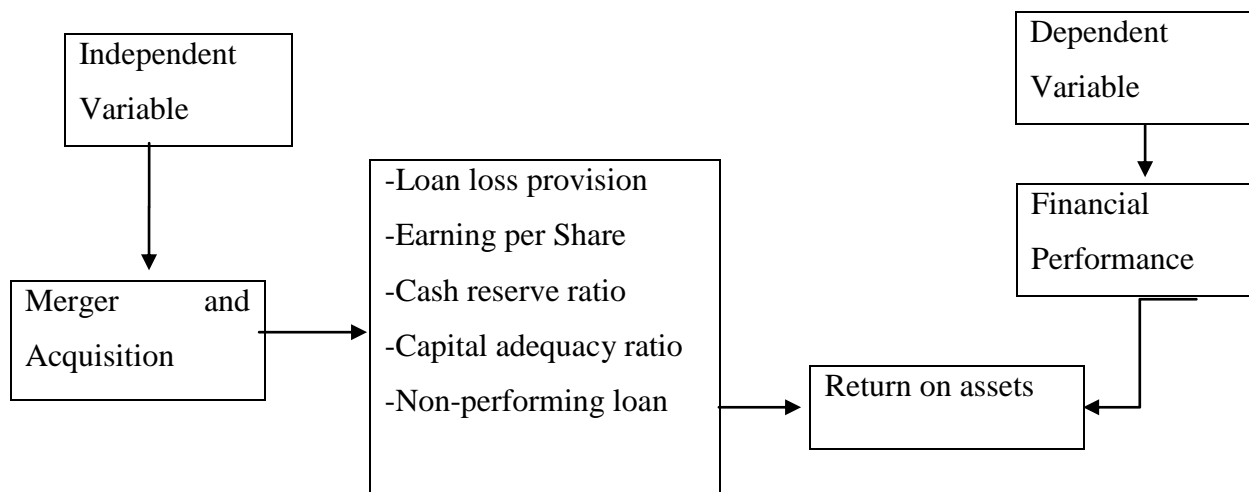 Independent
Variable
Dependent
Variable
-Loan loss provision
-Earning per Share
-Cash reserve ratio
-Capital adequacy ratio
-Non-performing loan
Financial
Performance
Merger and
Acquisition
Return on assets